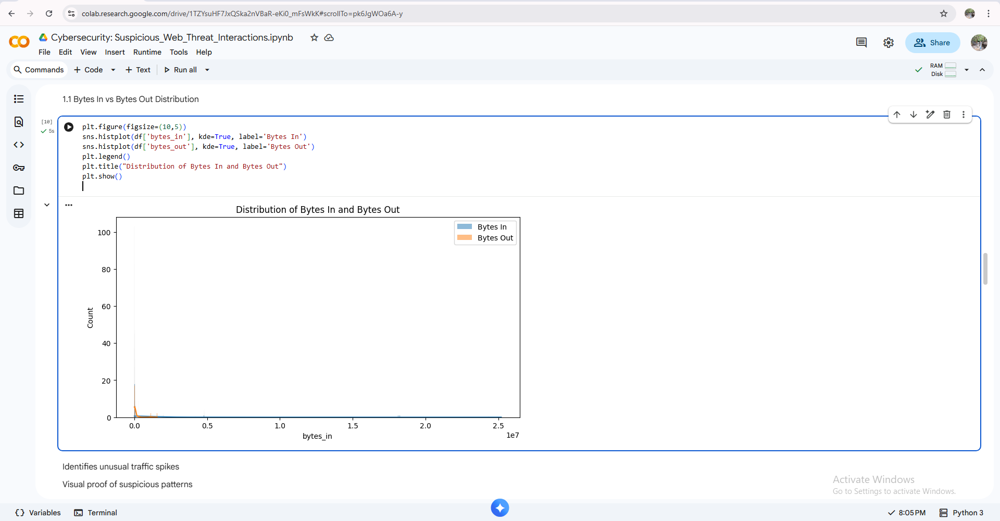 colab.research.google.com/drive/1TZYsuHF7JxQSka2nVBaR-eKi0_mFsWkK#scrollTo=pk6JgWOa6A-y
Cybersecurity: Suspicious_Web_Threat_Interactions.ipynb
File Edit View Insert Runtime Tools Help
Share
Commands + Code + Text Run all
RAM
Disk
1.1 Bytes In vs Bytes Out Distribution
[10]
5s
plt.figure(figsize=(10,5))
sns.histplot(df['bytes_in'], kde=True, label='Bytes In')
sns.histplot(df['bytes_out'], kde=True, label='Bytes Out')
plt.legend()
plt.title("Distribution of Bytes In and Bytes Out")
plt.show()
Distribution of Bytes In and Bytes Out
Bytes In
Bytes Out
100
80
60
40
20
0
Count
0.0 0.5 1.0 1.5 2.0 2.5
1e7
bytes_in
Identifies unusual traffic spikes
Visual proof of suspicious patterns
Activate Windows
Go to Settings to activate Windows.
Variables Terminal
8:05 PM Python 3